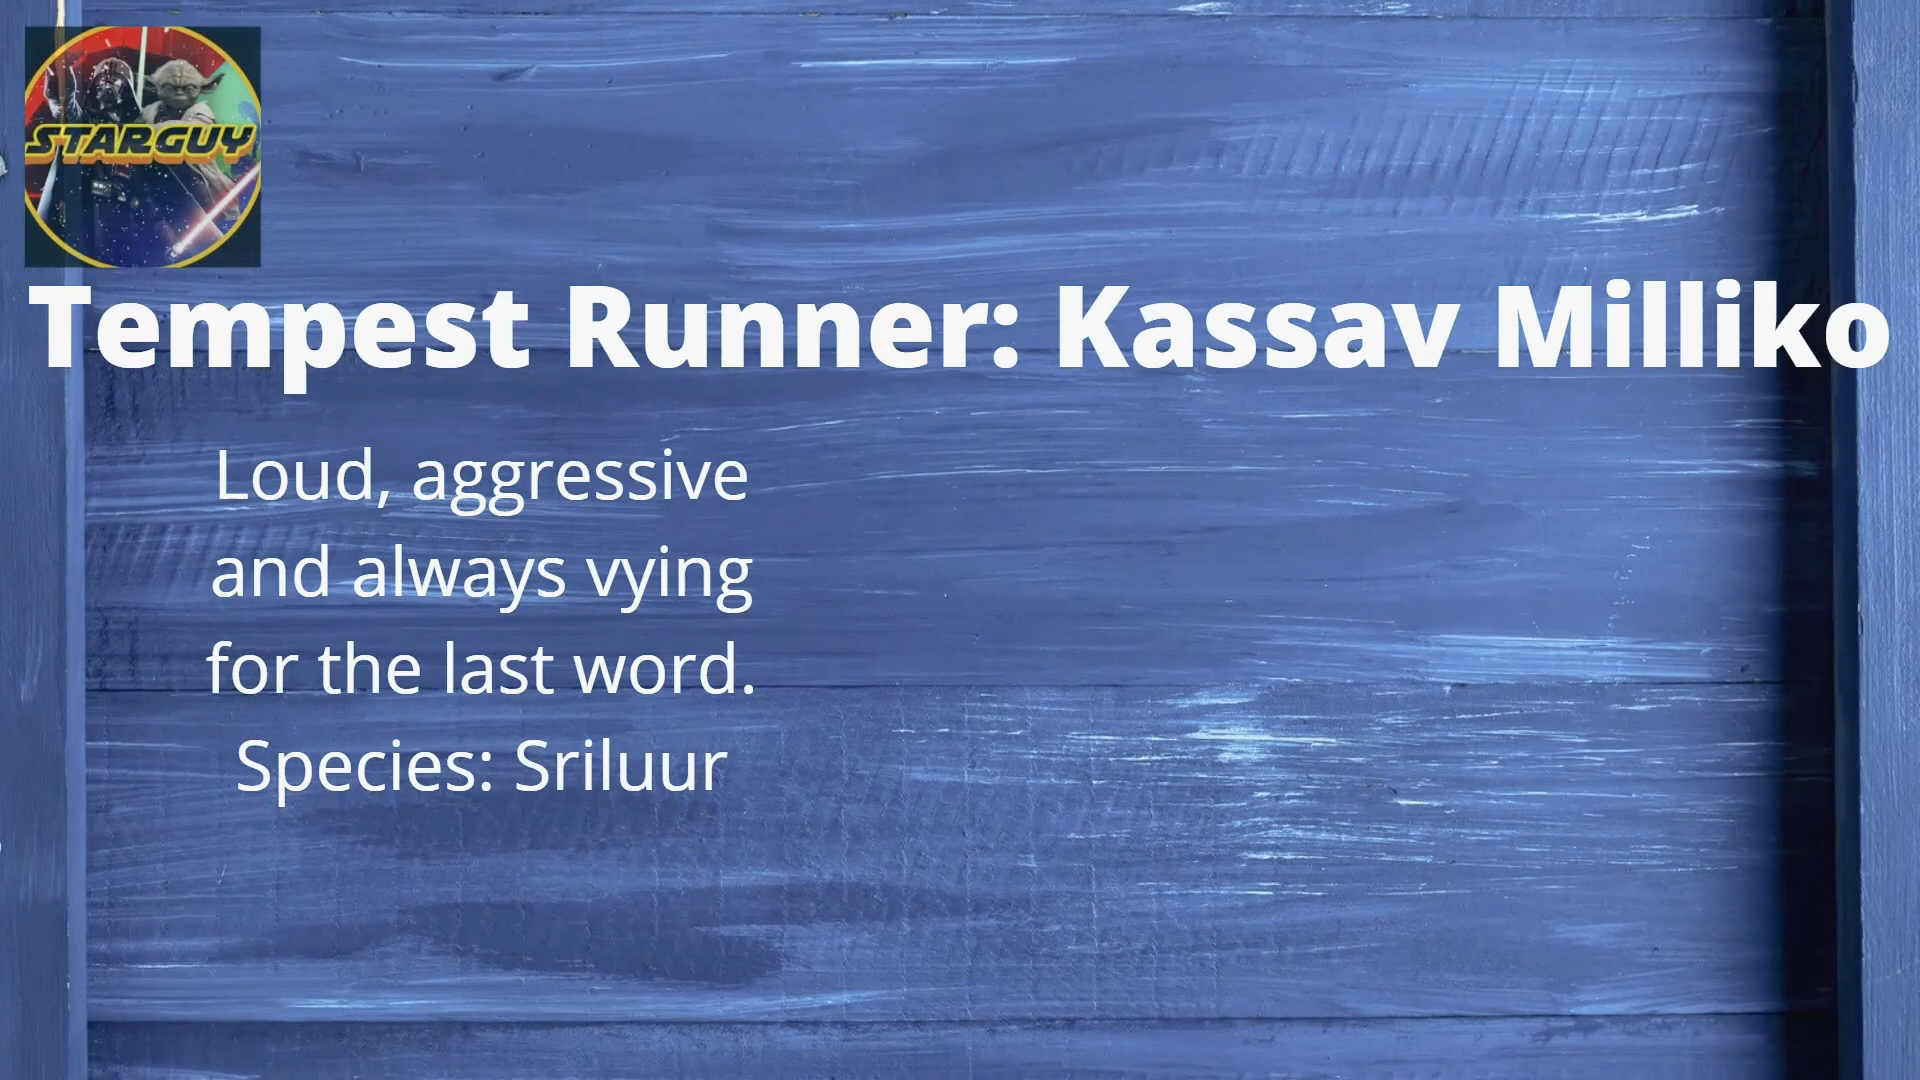 STARGUY
Tempest Runner: Kassav Milliko
Loud, aggressive
and always vying
for the last word.
Species: Sriluur